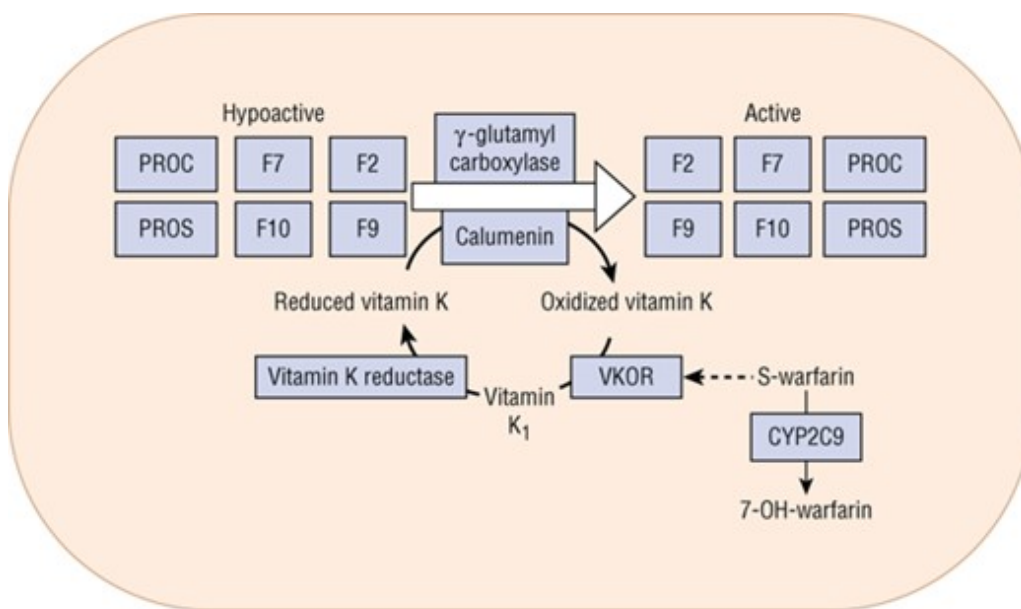 Hypoactive
Active
PROC
F7
F2
γ-glutamyl
carboxylase
F2
F7
PROC
PROS
F10
F9
Calumenin
F9
F10
PROS
Reduced vitamin K
Oxidized vitamin K
Vitamin K reductase
Vitamin
K₁
VKOR
S-warfarin
CYP2C9
7-OH-warfarin